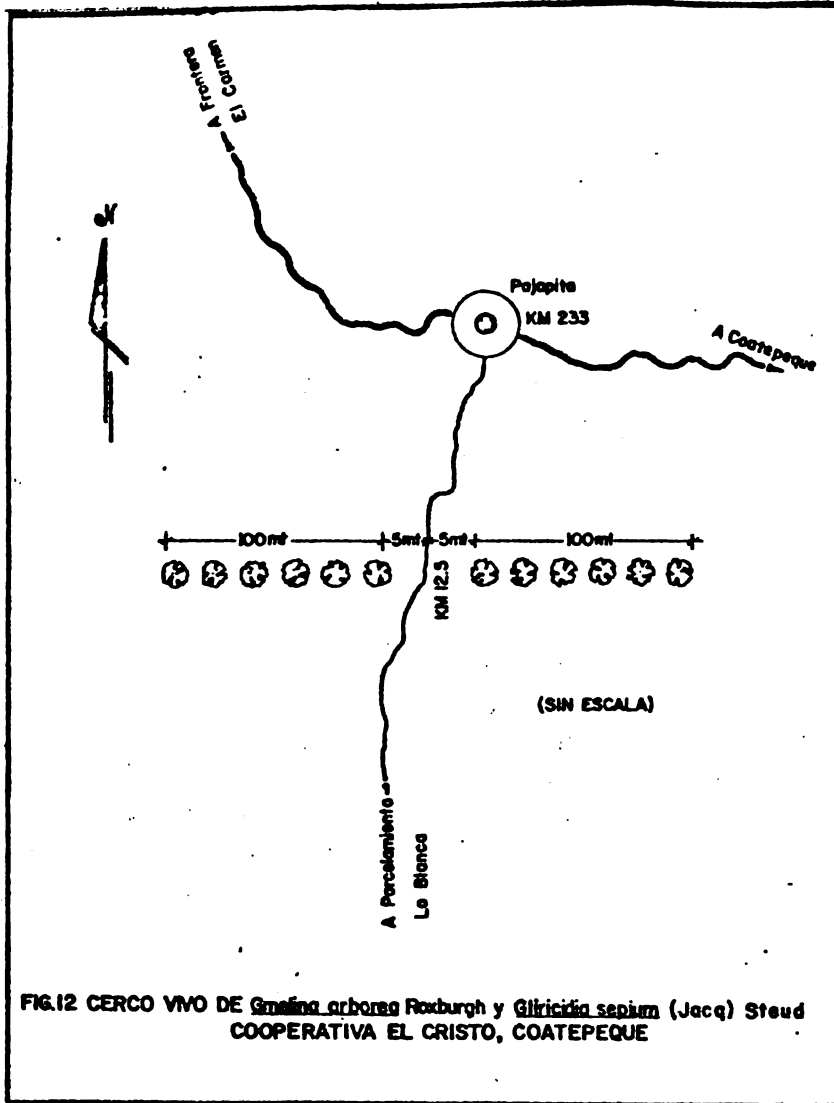 A Frontera
El Carmen
N
Pajapita
KM 233
A Coatepeque
100mt
5mt
5mt
100mt
KM 12.5
(SIN ESCALA)
A Parcelamiento
La Blanca
FIG.12 CERCO VIVO DE Gmelina arborea Roxburgh y Gliricidia sepium (Jacq) Steud
COOPERATIVA EL CRISTO, COATEPEQUE